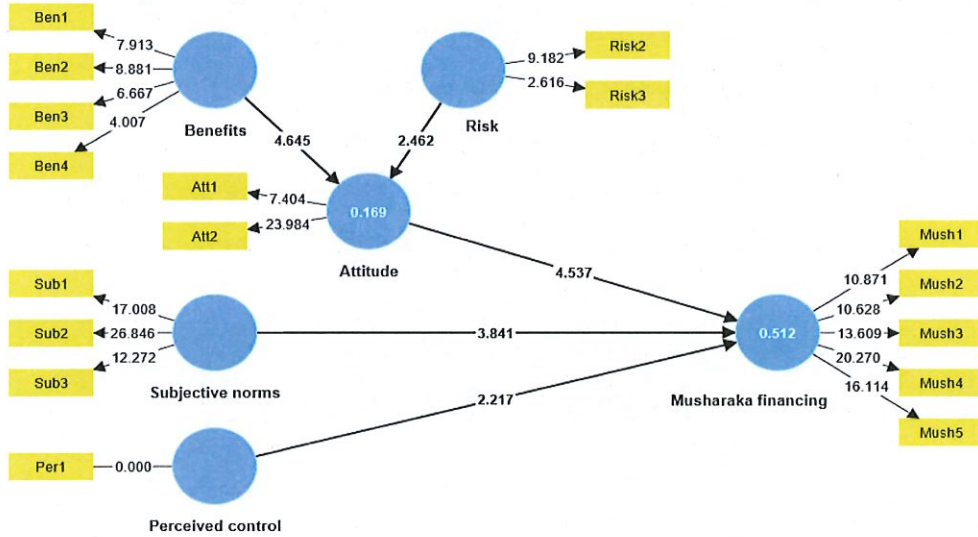 Ben1
7.913
Ben2
8.881
Ben3
6.667
4.007
Ben4
Benefits
Risk2
9.182
2.616
Risk3
Risk
4.645
2.462
Att1
7.404
23.984
Att2
0.169
Attitude
4.537
Sub1
17.008
Sub2
26.846
12.272
Sub3
Subjective norms
3.841
Mush1
10.871
Mush2
10.628
0.512
13.609
Mush3
20.270
Mush4
16.114
Mush5
Musharaka financing
2.217
Per1
0.000
Perceived control